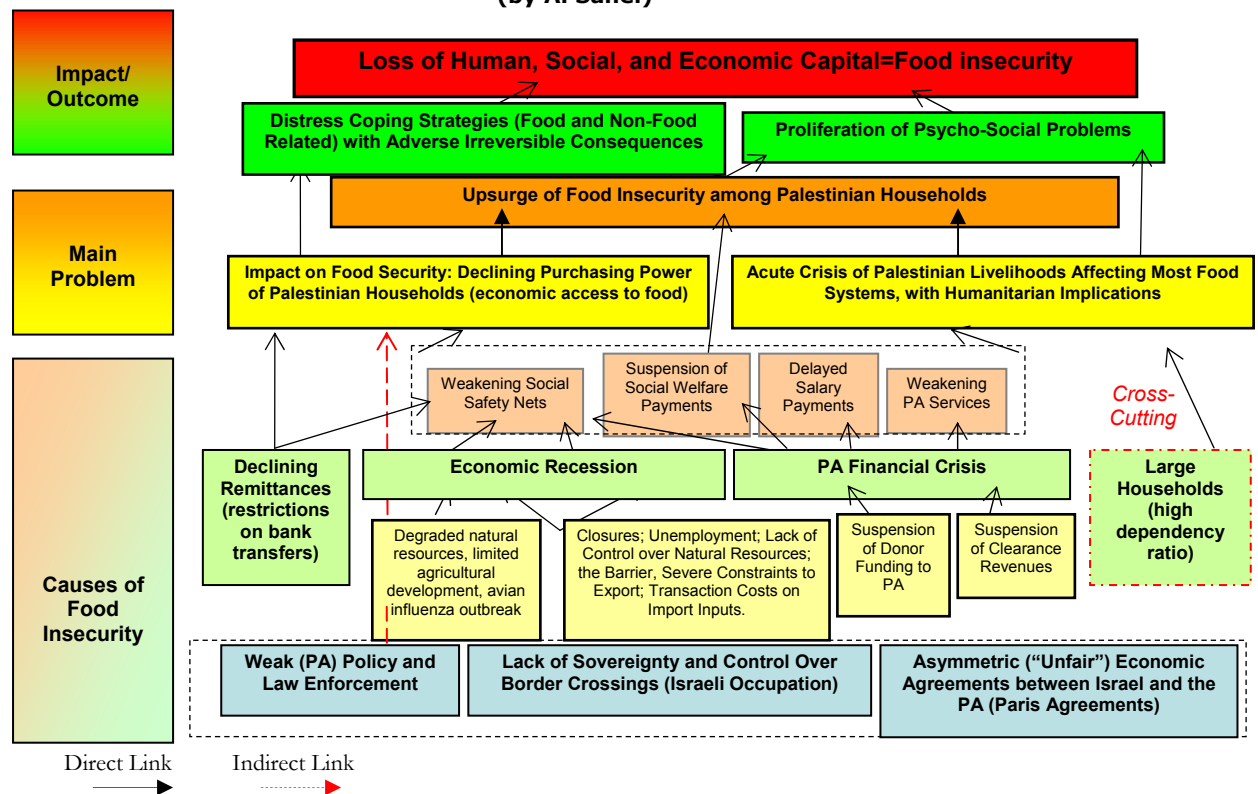 Impact/
Outcome
Loss of Human, Social, and Economic Capital=Food insecurity
Distress Coping Strategies (Food and Non-Food
Related) with Adverse Irreversible Consequences
Proliferation of Psycho-Social Problems
Main
Problem
Upsurge of Food Insecurity among Palestinian Households
Impact on Food Security: Declining Purchasing Power
of Palestinian Households (economic access to food)
Acute Crisis of Palestinian Livelihoods Affecting Most Food
Systems, with Humanitarian Implications
Causes of
Food
Insecurity
Weakening Social
Safety Nets
Suspension of
Social Welfare
Payments
Delayed
Salary
Payments
Weakening
PA Services
Cross-
Cutting
Declining
Remittances
(restrictions
on bank
transfers)
Economic Recession
PA Financial Crisis
Large
Households
(high
dependency
ratio)
Degraded natural
resources, limited
agricultural
development, avian
influenza outbreak
Closures; Unemployment; Lack of
Control over Natural Resources;
the Barrier, Severe Constraints to
Export; Transaction Costs on
Import Inputs.
Suspension
of Donor
Funding to
PA
Suspension
of Clearance
Revenues
Weak (PA) Policy and
Law Enforcement
Lack of Sovereignty and Control Over
Border Crossings (Israeli Occupation)
Asymmetric (“Unfair”) Economic
Agreements between Israel and the
PA (Paris Agreements)
Direct Link
Indirect Link